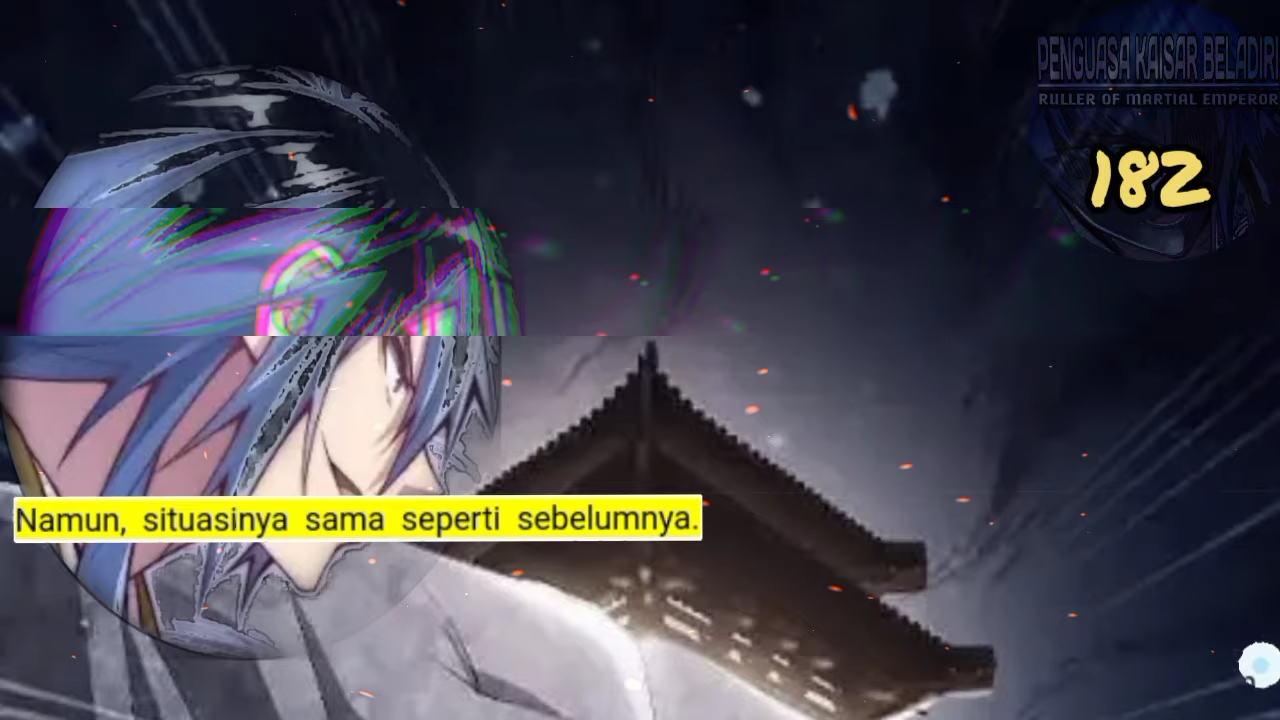 PENGUASA KAISAR BELADIRI
RULLER OF MARTIAL EMPEROR
182
Namun, situasinya sama seperti sebelumnya.